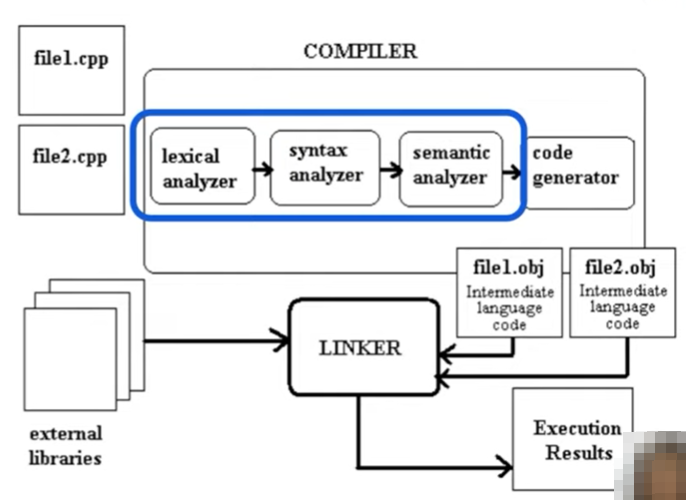 file1.cpp
COMPILER
file2.cpp
lexical
analyzer
syntax
analyzer
semantic
analyzer
code
generator
file1.obj
Intermediate
language
code
file2.obj
Intermediate
language
code
LINKER
external
libraries
Execution
Results